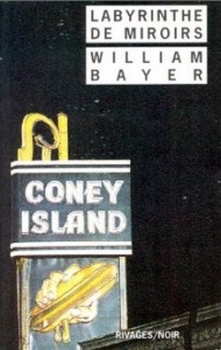 LABYRINTHE
DE MIROIRS
WILLIAM
BAYER
CONEY
ISLAND
RIVAGES/NOIR